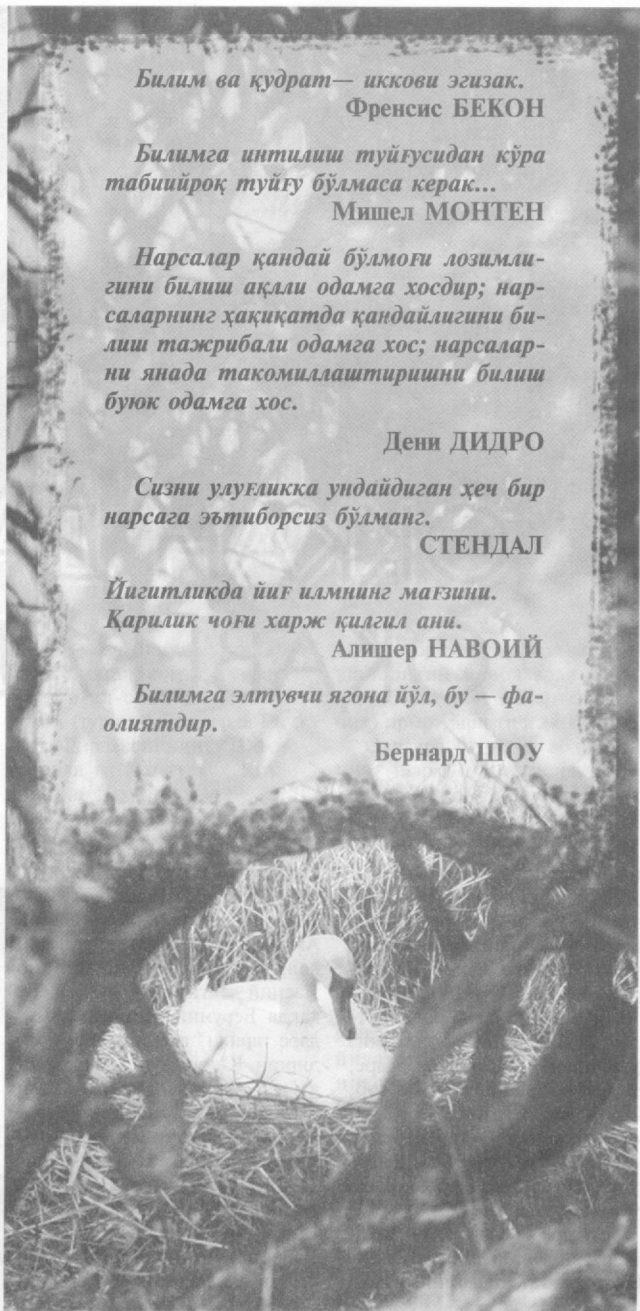 Билим ва қудрат— иккови эгизак.
Френсис БЕКОН
Билимга интилиш туйғусидан кўра
табиийроқ туйғу бўлмаса керак...
Мишел МОНТЕН
Нарсалар қандай бўлмоғи лозимли-
гини билиш ақлли одамга хосдир; нар-
саларнинг ҳақиқатда қандайлигини би-
лиш тажрибали одамга хос; нарсалар-
ни янада такомиллаштиришни билиш
буюк одамга хос.
Дени ДИДРО
Сизни улуғликка ундайдиган ҳеч бир
нарсага эътиборсиз бўлманг.
СТЕНДАЛ
Йигитликда йиғ илмнинг мағзини.
Қарилик чоғи харж қилгил ани.
Алишер НАВОИЙ
Билимга элтувчи ягона йўл, бу — фа-
олиятдир.
Бернард ШОУ